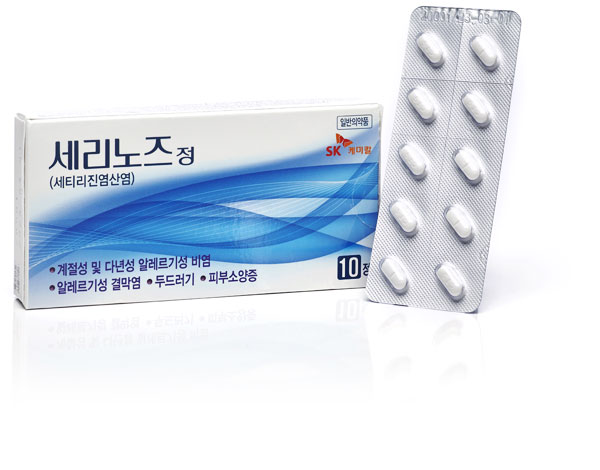 일반의약품
세리노즈 정
SK 케미칼
(세티리진염산염)
• 계절성 및 다년성 알레르기성 비염
• 알레르기성 결막염 • 두드러기 • 피부소양증
10정